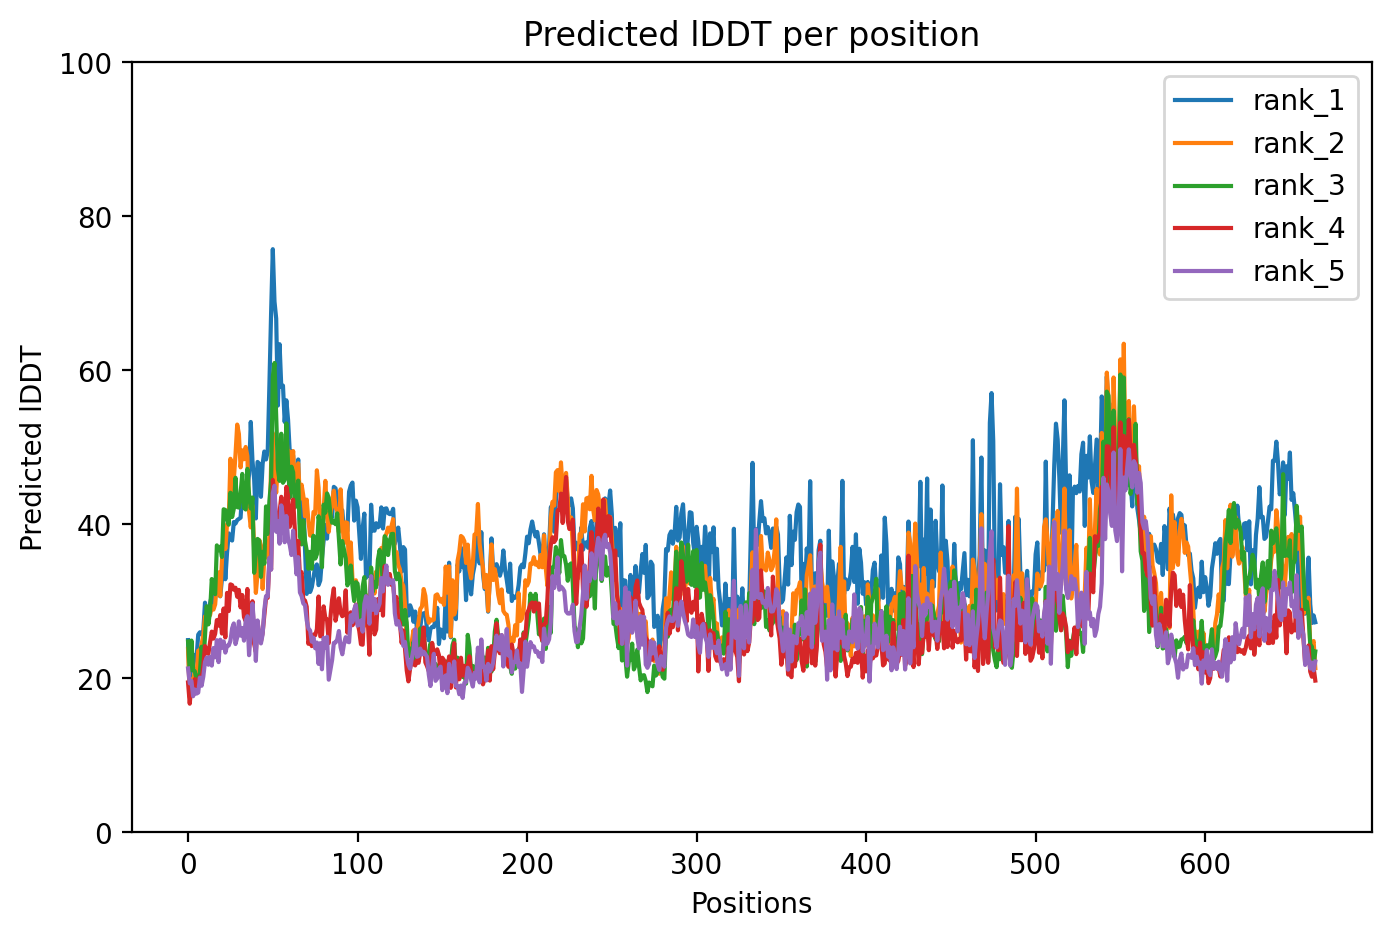 Predicted lDDT per position
100
80
60
40
20
0
Predicted lDDT
0 100 200 300 400 500 600
Positions
rank_1
rank_2
rank_3
rank_4
rank_5